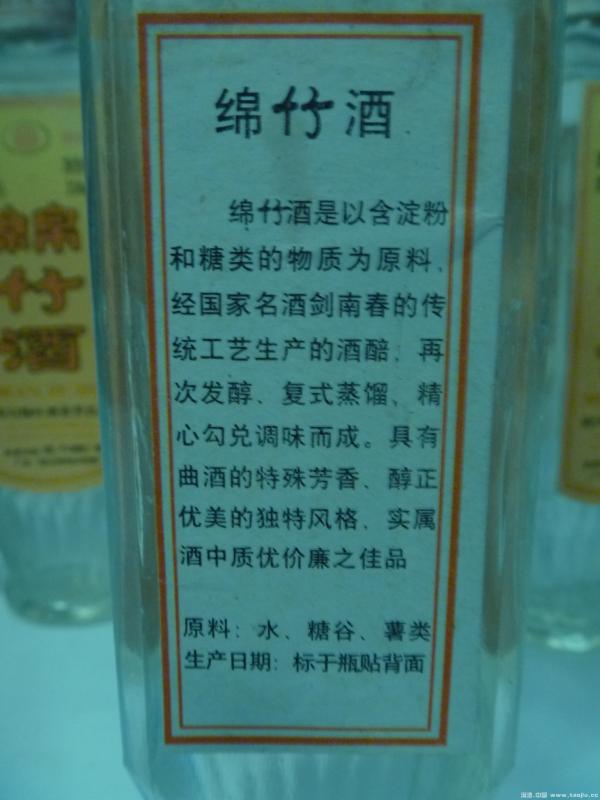 绵竹酒
绵竹酒是以含淀粉
和糖类的物质为原料、
经国家名酒剑南春的传
统工艺生产的酒醅、再
次发醇、复式蒸馏、精
心勾兑调味而成。具有
曲酒的特殊芳香、醇正
优美的独特风格、实属
酒中质优价廉之佳品
原料：水、糖谷、薯类
生产日期：标于瓶贴背面
竹
酒
www.taojiu.cc